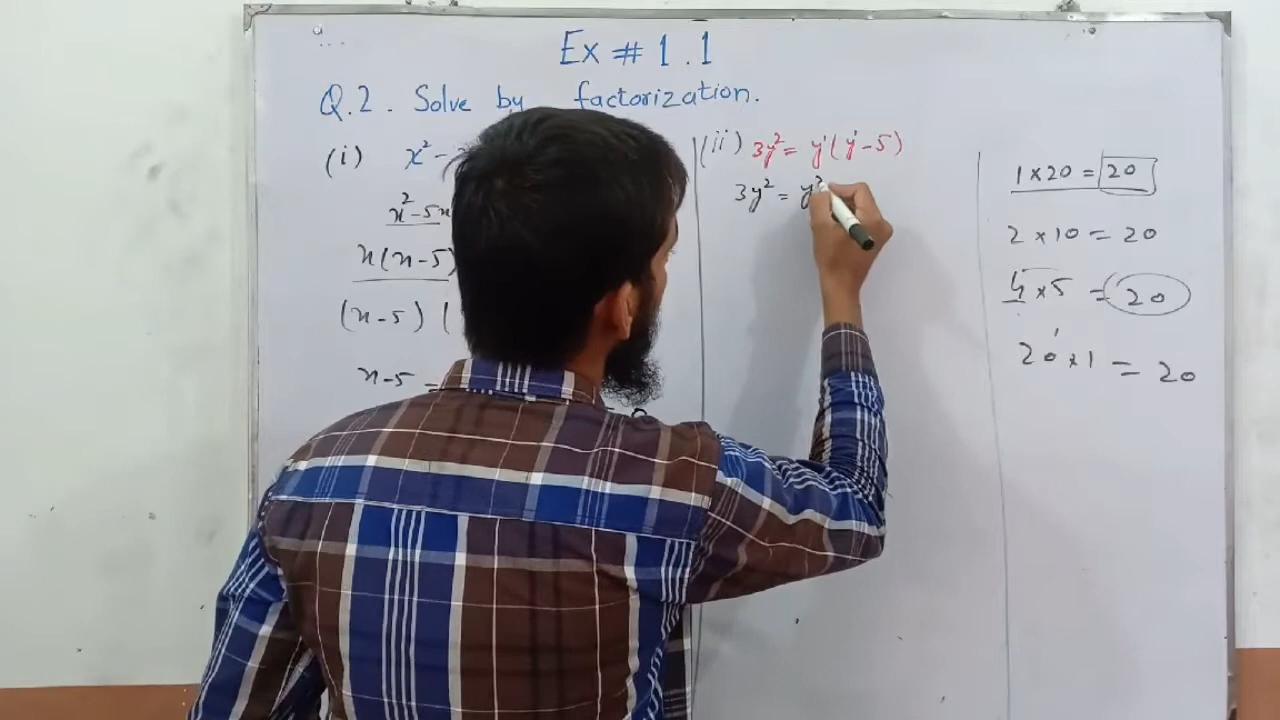 Ex # 1.1
Q.2. Solve by factorization.
(i) x² -
x² - 5x
x(x-5)
(x-5) (
x-5 =
(ii) 3y² = y(y-5)
3y² = y²
1 × 20 = 20
2 × 10 = 20
4 × 5 = 20
20 × 1 = 20